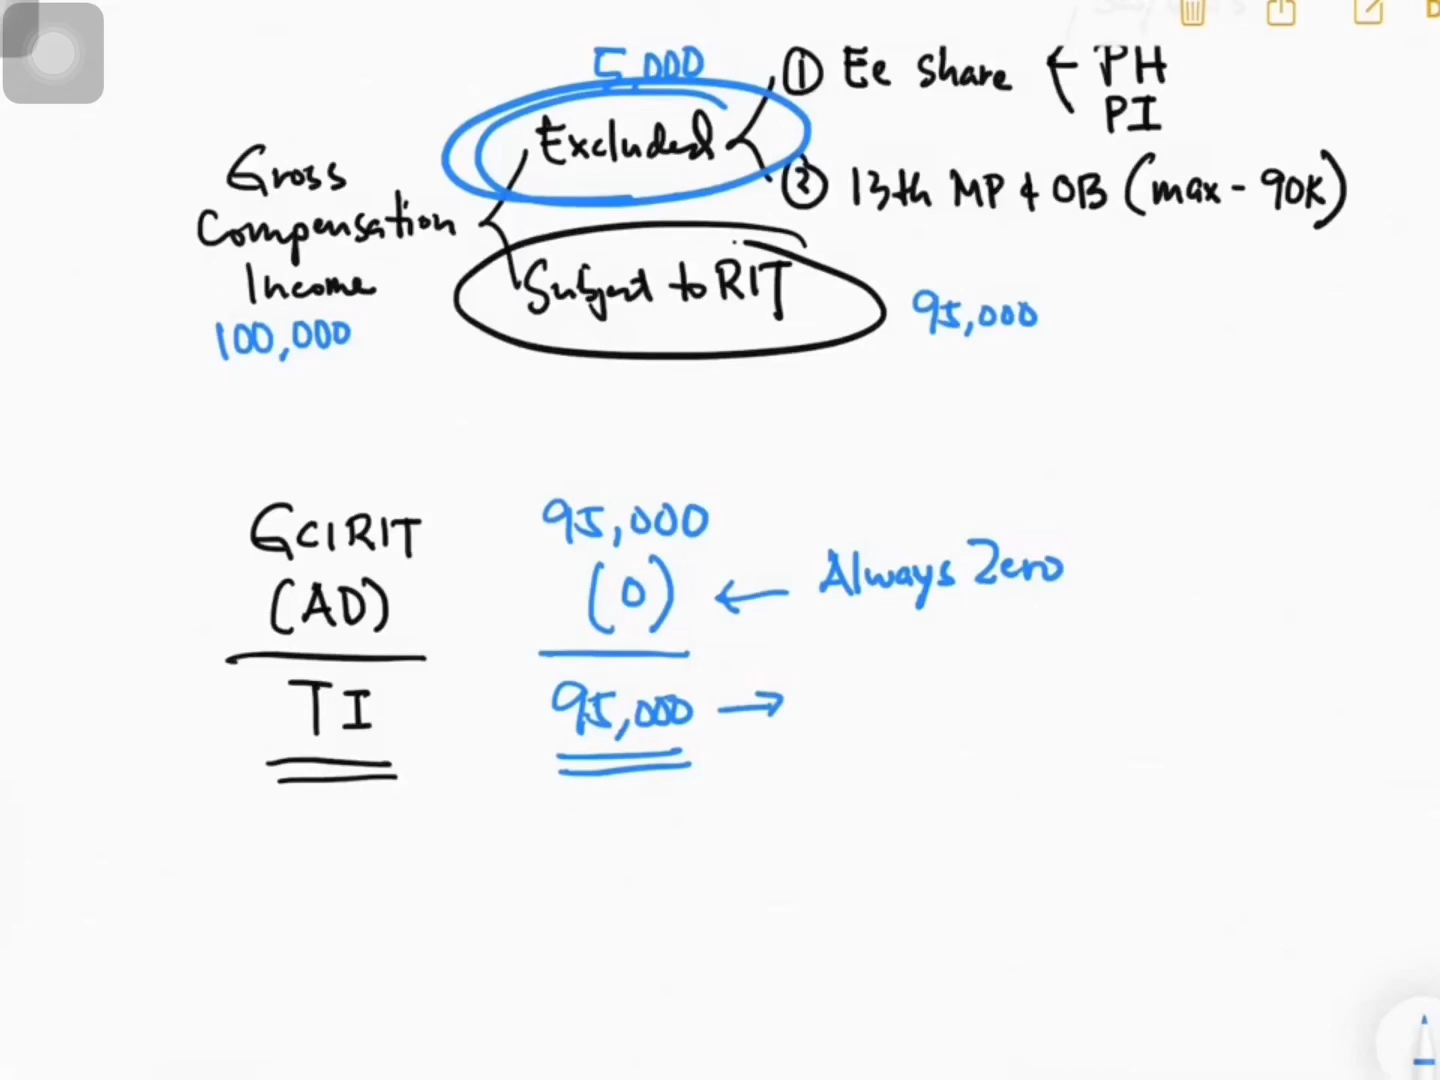 5,000
① Ee share PH
PI
Excluded
② 13th MP & OB (max - 90K)
Gross
Compensation
Income
100,000
Subject to RIT
95,000
GCIRIT 95,000
(AD) (0) ← Always Zero
TI 95,000 →